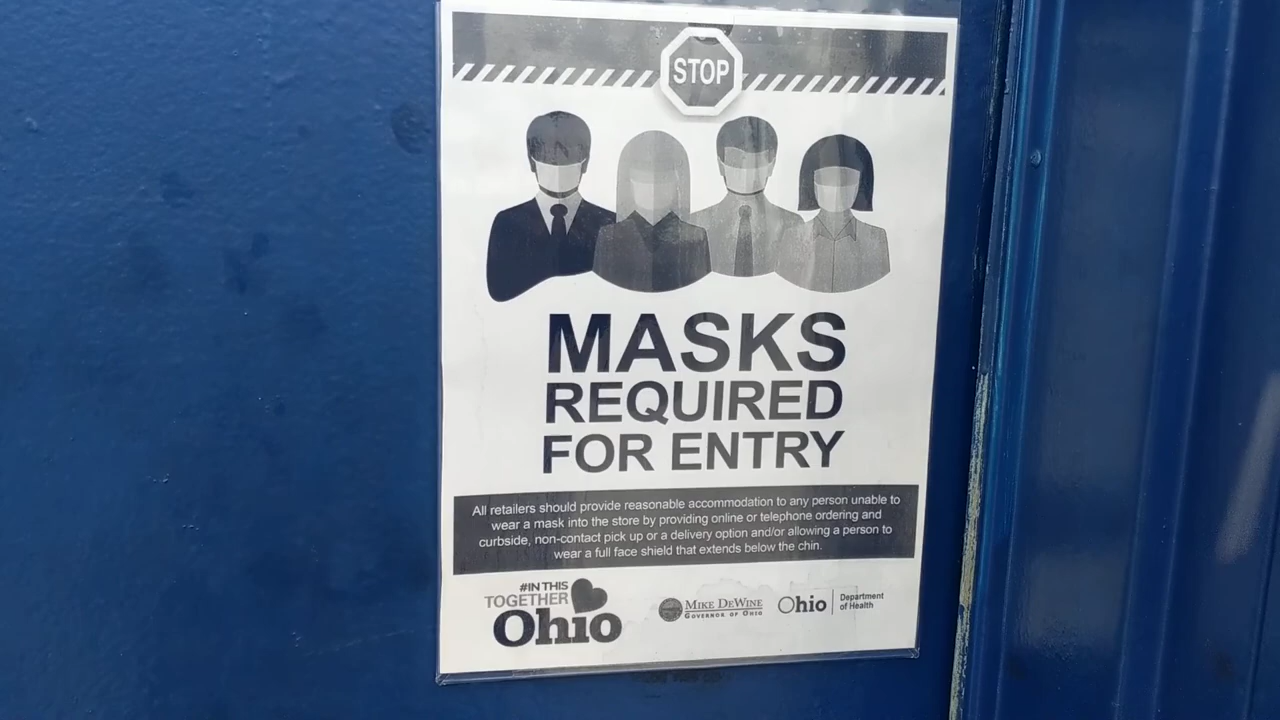 STOP
MASKS
REQUIRED
FOR ENTRY
All retailers should provide reasonable accommodation to any person unable to
wear a mask into the store by providing online or telephone ordering and
curbside, non-contact pick up or a delivery option and/or allowing a person to
wear a full face shield that extends below the chin.
#IN THIS
TOGETHER
Ohio
MIKE DEWINE
GOVERNOR OF OHIO
Ohio
Department
of Health